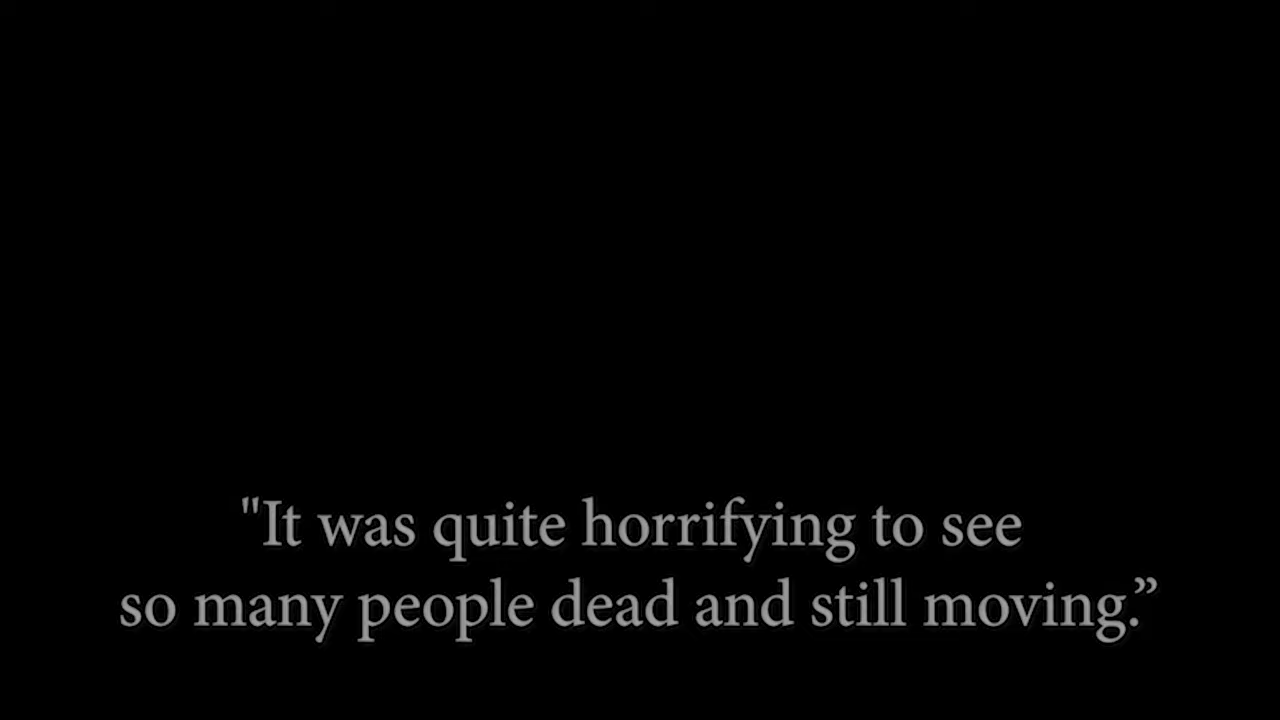 "It was quite horrifying to see
so many people dead and still moving.”